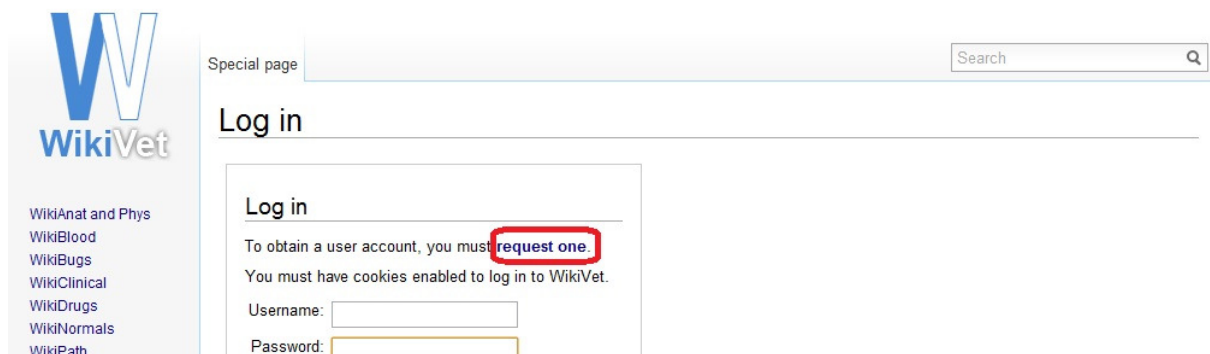 WikiVet
Special page
Search
Log in
WikiAnat and Phys
WikiBlood
WikiBugs
WikiClinical
WikiDrugs
WikiNormals
WikiPath
Log in
To obtain a user account, you must request one.
You must have cookies enabled to log in to WikiVet.
Username:
Password: